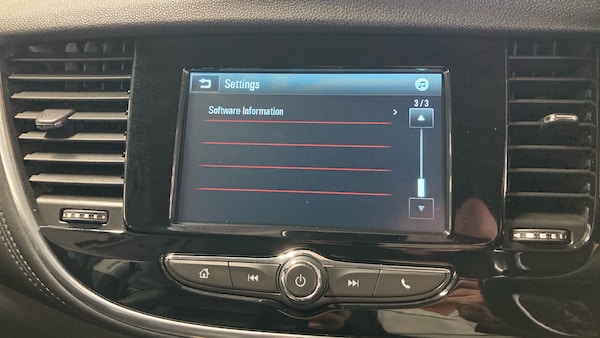 Settings
3/3
Software Information >